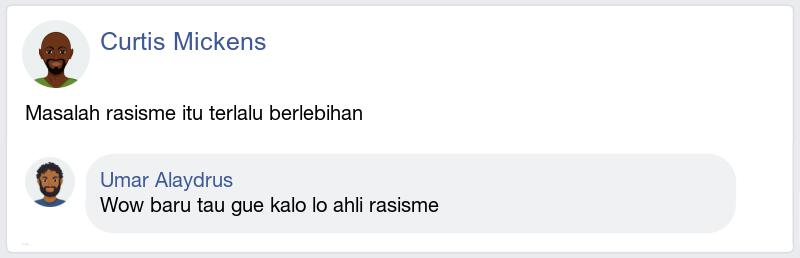 Curtis Mickens
Masalah rasisme itu terlalu berlebihan
Umar Alaydrus
Wow baru tau gue kalo lo ahli rasisme